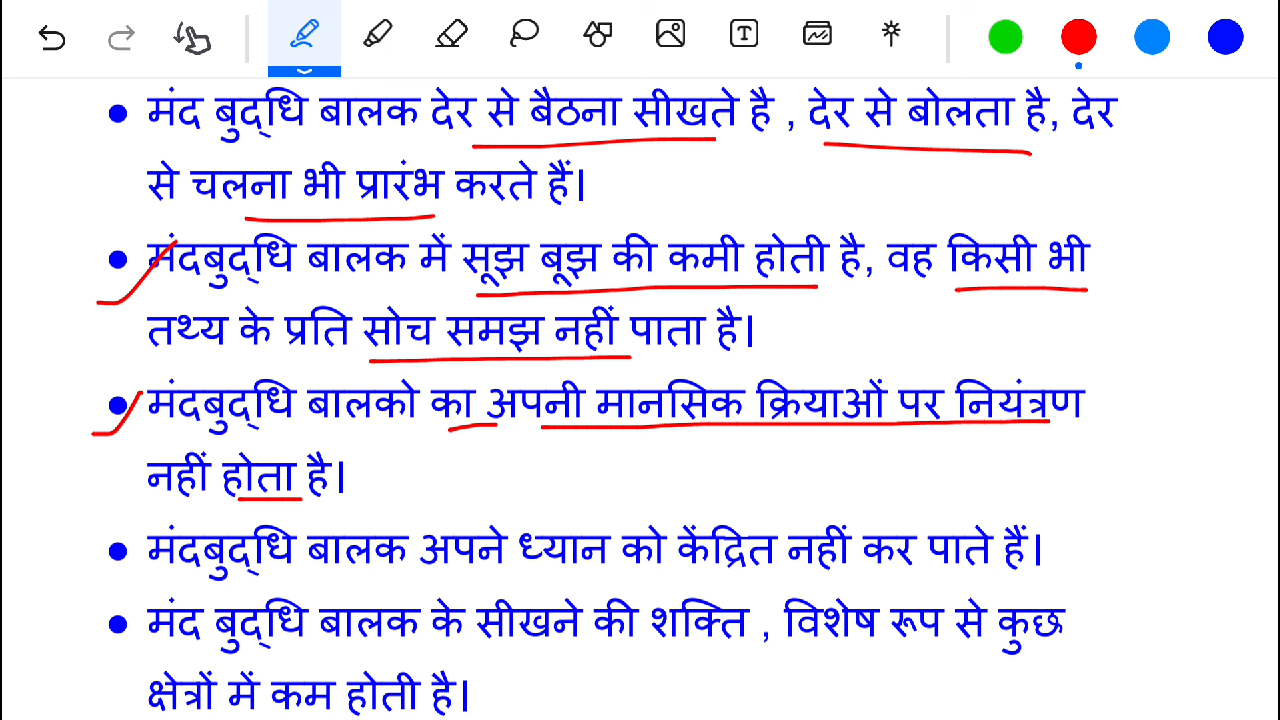 ● मंद बुद्धि बालक देर से बैठना सीखते है , देर से बोलता है, देर
से चलना भी प्रारंभ करते हैं।
● मंदबुद्धि बालक में सूझ बूझ की कमी होती है, वह किसी भी
तथ्य के प्रति सोच समझ नहीं पाता है।
● मंदबुद्धि बालको का अपनी मानसिक क्रियाओं पर नियंत्रण
नहीं होता है।
● मंदबुद्धि बालक अपने ध्यान को केंद्रित नहीं कर पाते हैं।
● मंद बुद्धि बालक के सीखने की शक्ति , विशेष रूप से कुछ
क्षेत्रों में कम होती है।